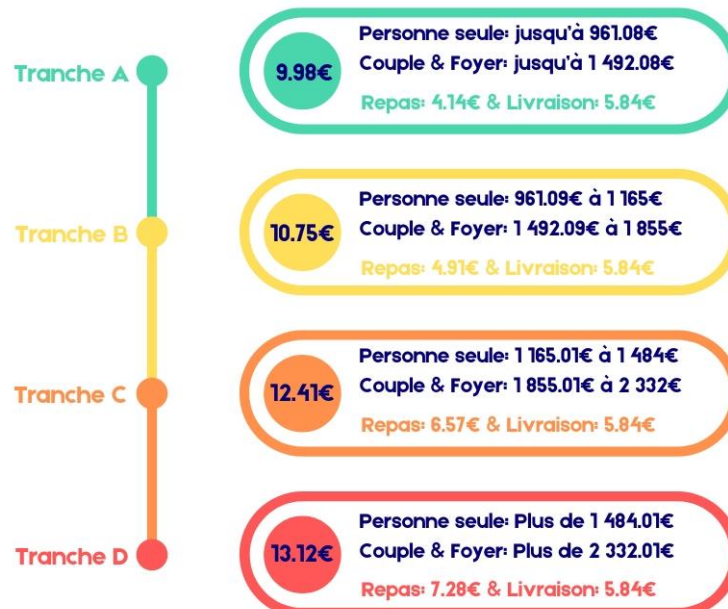 Tranche A
9.98€
Personne seule: jusqu'à 961.08€
Couple & Foyer: jusqu'à 1 492.08€
Repas: 4.14€ & Livraison: 5.84€
Tranche B
10.75€
Personne seule: 961.09€ à 1 165€
Couple & Foyer: 1 492.09€ à 1 855€
Repas: 4.91€ & Livraison: 5.84€
Tranche C
12.41€
Personne seule: 1 165.01€ à 1 484€
Couple & Foyer: 1 855.01€ à 2 332€
Repas: 6.57€ & Livraison: 5.84€
Tranche D
13.12€
Personne seule: Plus de 1 484.01€
Couple & Foyer: Plus de 2 332.01€
Repas: 7.28€ & Livraison: 5.84€